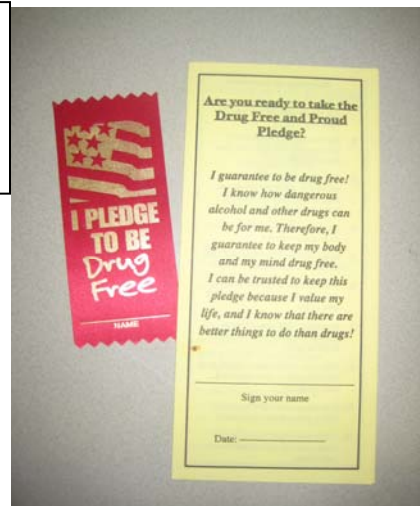 I PLEDGE
TO BE
Drug
Free
NAME
Are you ready to take the
Drug Free and Proud
Pledge?
I guarantee to be drug free!
I know how dangerous
alcohol and other drugs can
be for me. Therefore, I
guarantee to keep my body
and my mind drug free.
I can be trusted to keep this
pledge because I value my
life, and I know that there are
better things to do than drugs!
Sign your name
Date: